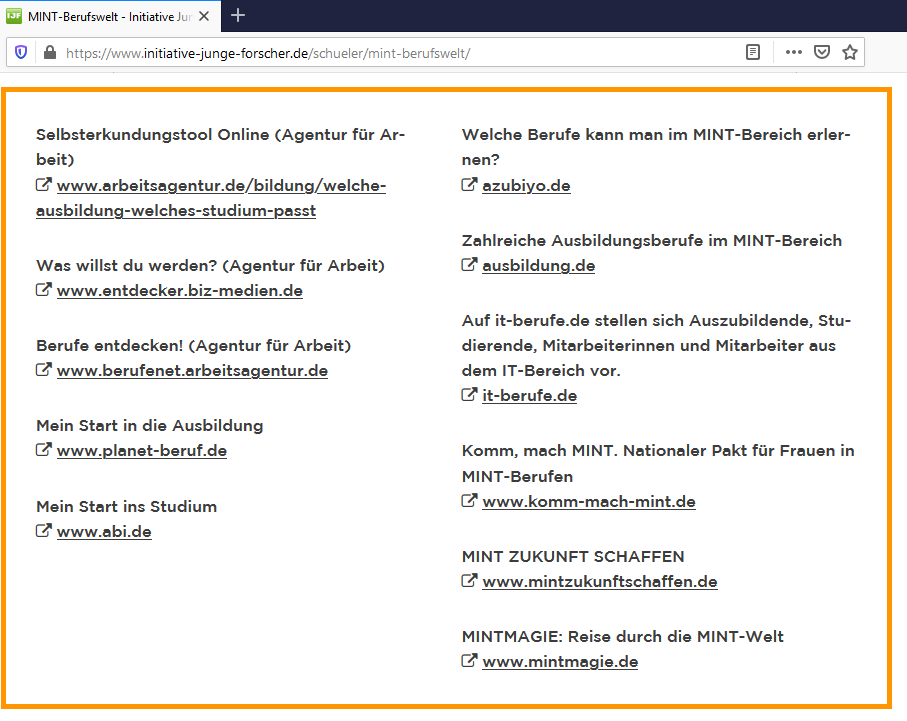 MINT-Berufswelt - Initiative Jun
https://www.initiative-junge-forscher.de/schueler/mint-berufswelt/
Selbsterkundungstool Online (Agentur für Ar-
beit)
www.arbeitsagentur.de/bildung/welche-
ausbildung-welches-studium-passt
Was willst du werden? (Agentur für Arbeit)
www.entdecker.biz-medien.de
Berufe entdecken! (Agentur für Arbeit)
www.berufenet.arbeitsagentur.de
Mein Start in die Ausbildung
www.planet-beruf.de
Mein Start ins Studium
www.abi.de
Welche Berufe kann man im MINT-Bereich erler-
nen?
azubiyo.de
Zahlreiche Ausbildungsberufe im MINT-Bereich
ausbildung.de
Auf it-berufe.de stellen sich Auszubildende, Stu-
dierende, Mitarbeiterinnen und Mitarbeiter aus
dem IT-Bereich vor.
it-berufe.de
Komm, mach MINT. Nationaler Pakt für Frauen in
MINT-Berufen
www.komm-mach-mint.de
MINT ZUKUNFT SCHAFFEN
www.mintzukunftschaffen.de
MINTMAGIE: Reise durch die MINT-Welt
www.mintmagie.de